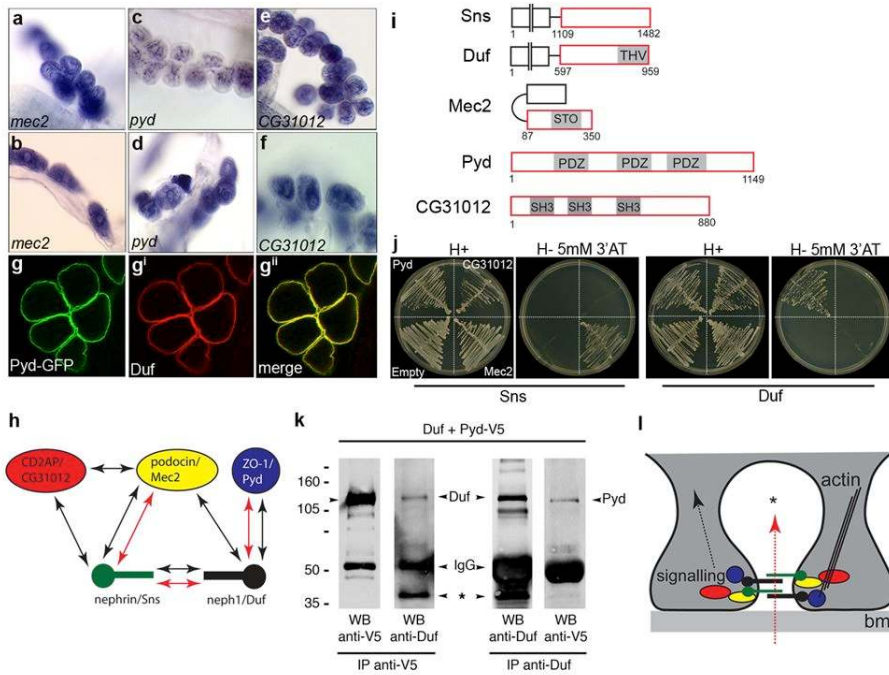 a
mec2
c
pyd
e
CG31012
b
mec2
d
pyd
f
CG31012
g
Pyd-GFP
gi
Duf
gii
merge
h
CD2AP/
CG31012
podocin/
Mec2
ZO-1/
Pyd
nephrin/Sns
neph1/Duf
i
Sns
1 1109 1482
Duf
THV
1 597 959
Mec2
STO
87 350
Pyd
PDZ PDZ PDZ
1 1149
CG31012
SH3 SH3 SH3
1 880
j
H+ H- 5mM 3'AT H+ H- 5mM 3'AT
Pyd CG31012
Empty Mec2
Sns Duf
k
Duf + Pyd-V5
160
105
50
35
Duf
IgG
*
Pyd
WB anti-V5
WB anti-Duf
WB anti-Duf
WB anti-V5
IP anti-V5 IP anti-Duf
l
*
actin
signalling
bm